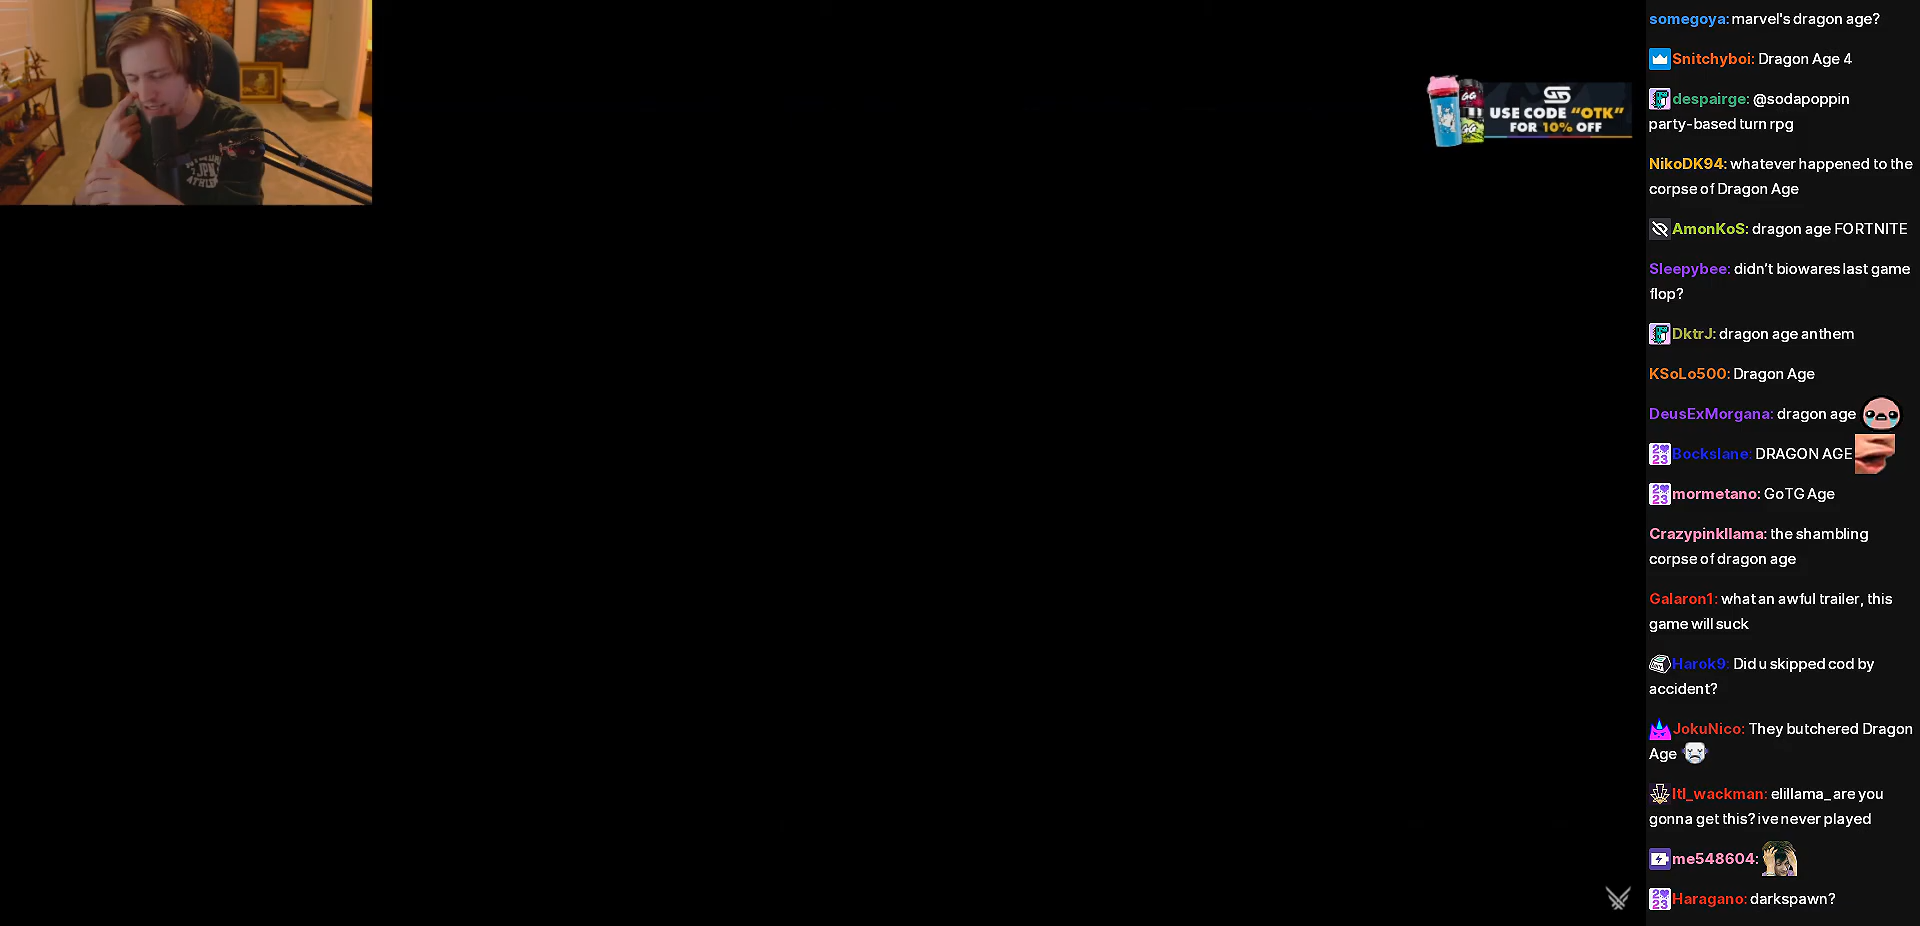 USE CODE "OTK"
FOR 10% OFF
GG
GG
somegoya: marvel's dragon age?
Snitchyboi: Dragon Age 4
despairge: @sodapoppin
party-based turn rpg
NikoDK94: whatever happened to the
corpse of Dragon Age
AmonKoS: dragon age FORTNITE
Sleepybee: didn't biowares last game
flop?
DktrJ: dragon age anthem
KSoLo500: Dragon Age
DeusExMorgana: dragon age
Bockslane: DRAGON AGE
mormetano: GoTG Age
Crazypinkllama: the shambling
corpse of dragon age
Galaron1: what an awful trailer, this
game will suck
Harok9: Did u skipped cod by
accident?
JokuNico: They butchered Dragon
Age
ltl_wackman: elillama_ are you
gonna get this? ive never played
me548604:
Haragano: darkspawn?